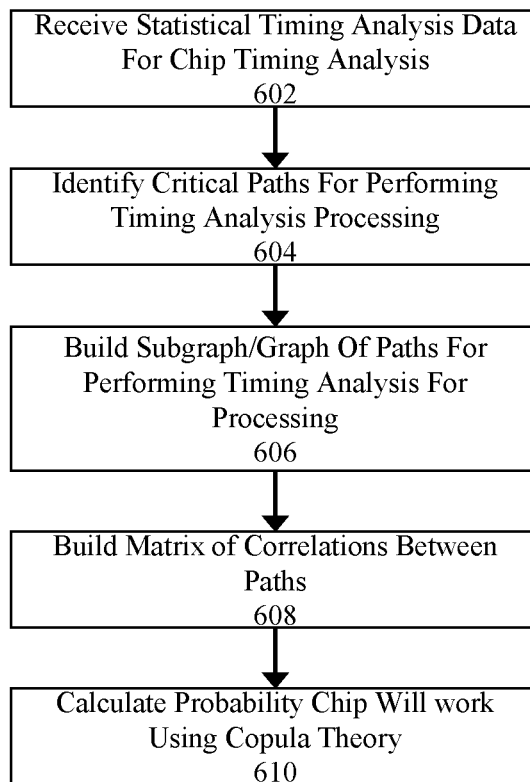 Receive Statistical Timing Analysis Data
For Chip Timing Analysis
602
Identify Critical Paths For Performing
Timing Analysis Processing
604
Build Subgraph/Graph Of Paths For
Performing Timing Analysis For
Processing
606
Build Matrix of Correlations Between
Paths
608
Calculate Probability Chip Will work
Using Copula Theory
610